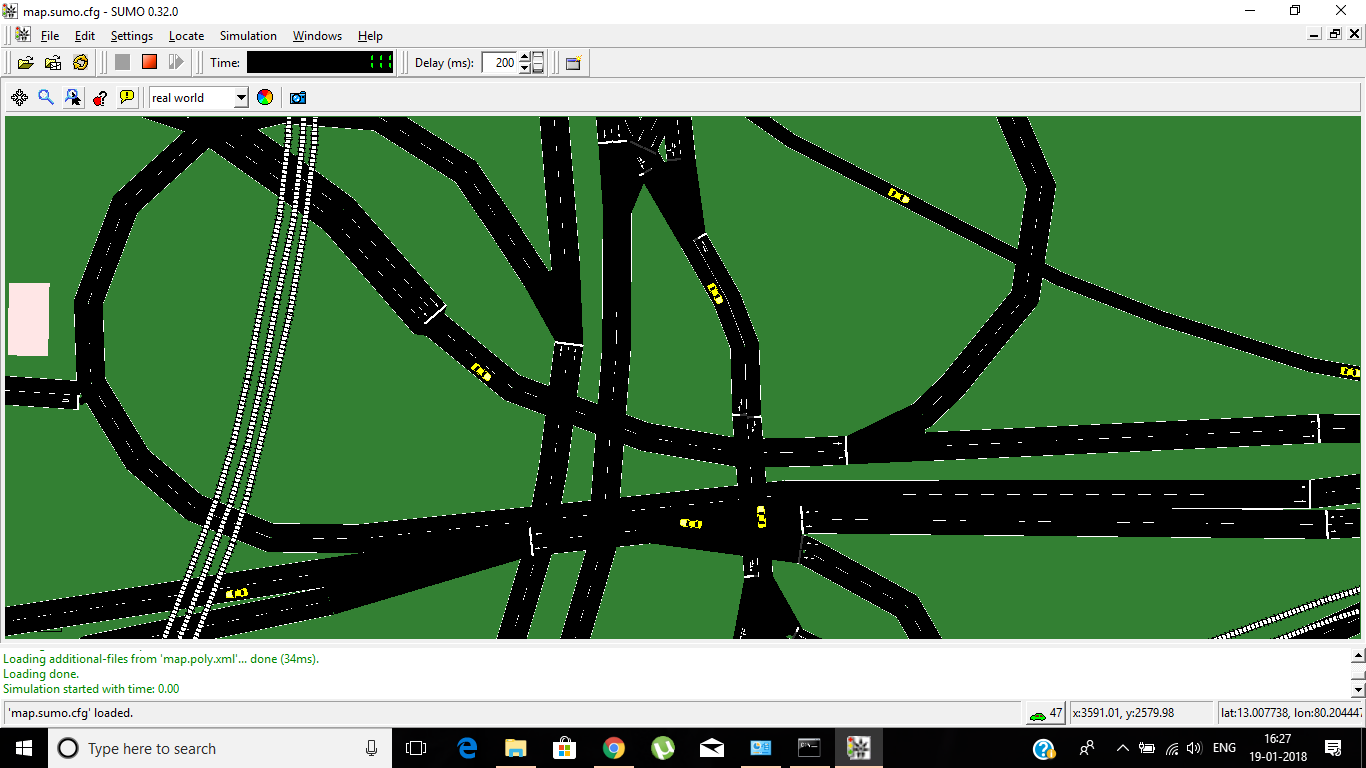 map.sumo.cfg - SUMO 0.32.0
File Edit Settings Locate Simulation Windows Help
Time: 111 Delay (ms): 200
real world
Loading additional-files from 'map.poly.xml'... done (34ms).
Loading done.
Simulation started with time: 0.00
'map.sumo.cfg' loaded. 47 x:3591.01, y:2579.98 lat:13.007738, lon:80.204447
Type here to search ENG 16:27
19-01-2018